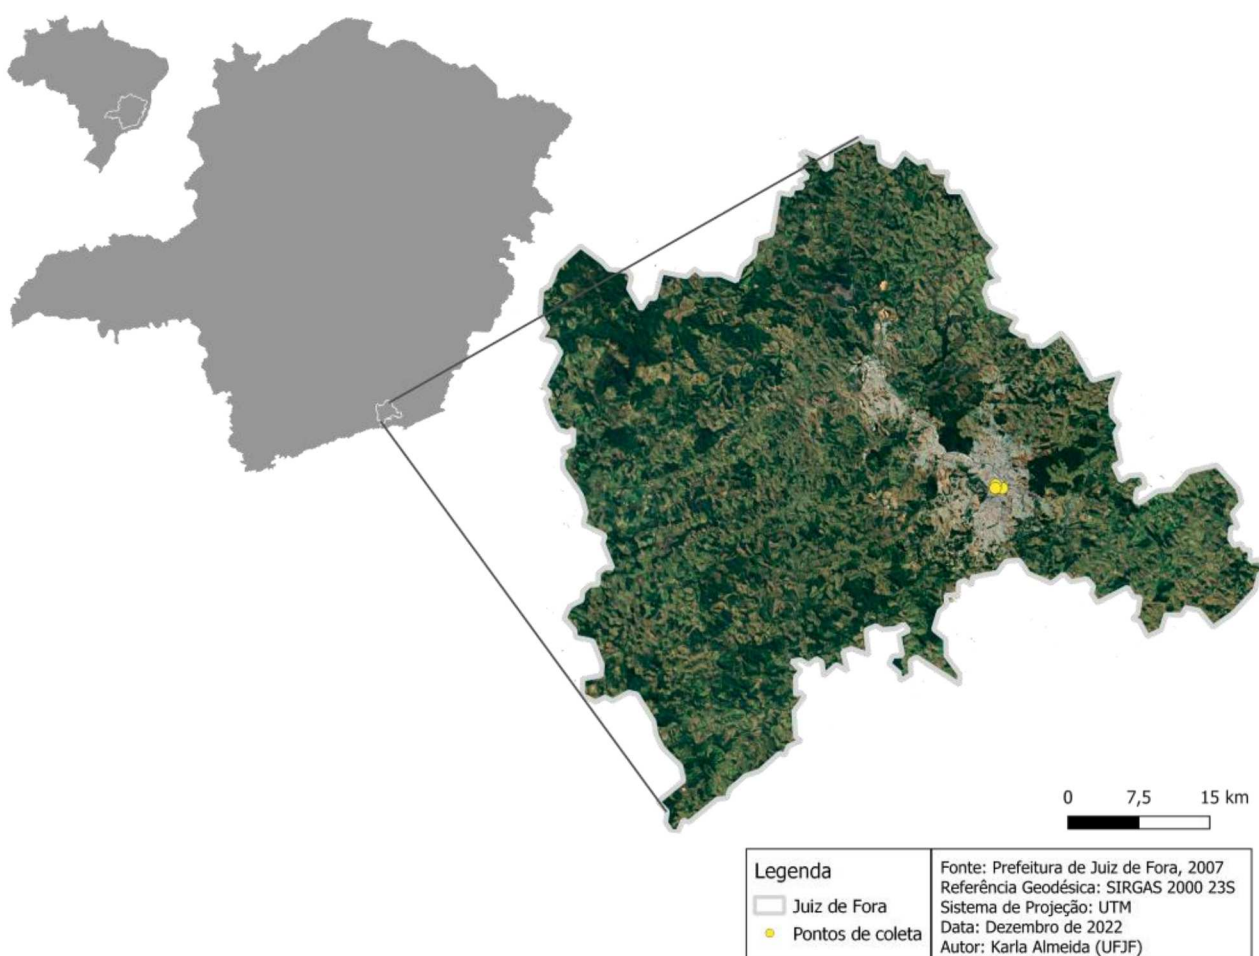 0 7,5 15 km
Legenda
Juiz de Fora
Pontos de coleta
Fonte: Prefeitura de Juiz de Fora, 2007
Referência Geodésica: SIRGAS 2000 23S
Sistema de Projeção: UTM
Data: Dezembro de 2022
Autor: Karla Almeida (UFJF)